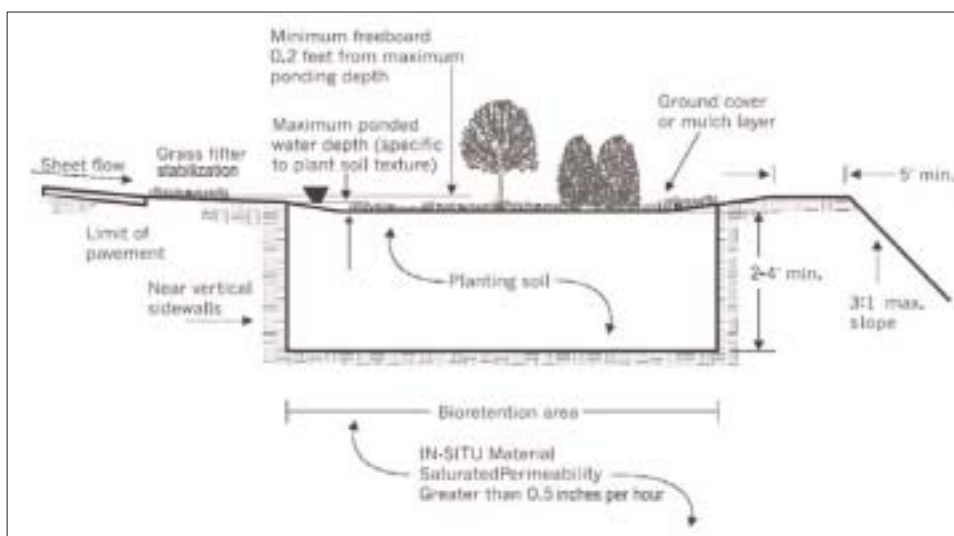 Minimum freeboard
0.2 feet from maximum
ponding depth
Maximum ponded
water depth (specific
to plant soil texture)
Ground cover
or mulch layer
Sheet flow
Grass filter
stabilization
5' min.
Limit of
pavement
Near vertical
sidewalls
Planting soil
2-4' min.
3:1 max.
slope
Bioretention area
IN-SITU Material
SaturatedPermeability
Greater than 0.5 inches per hour